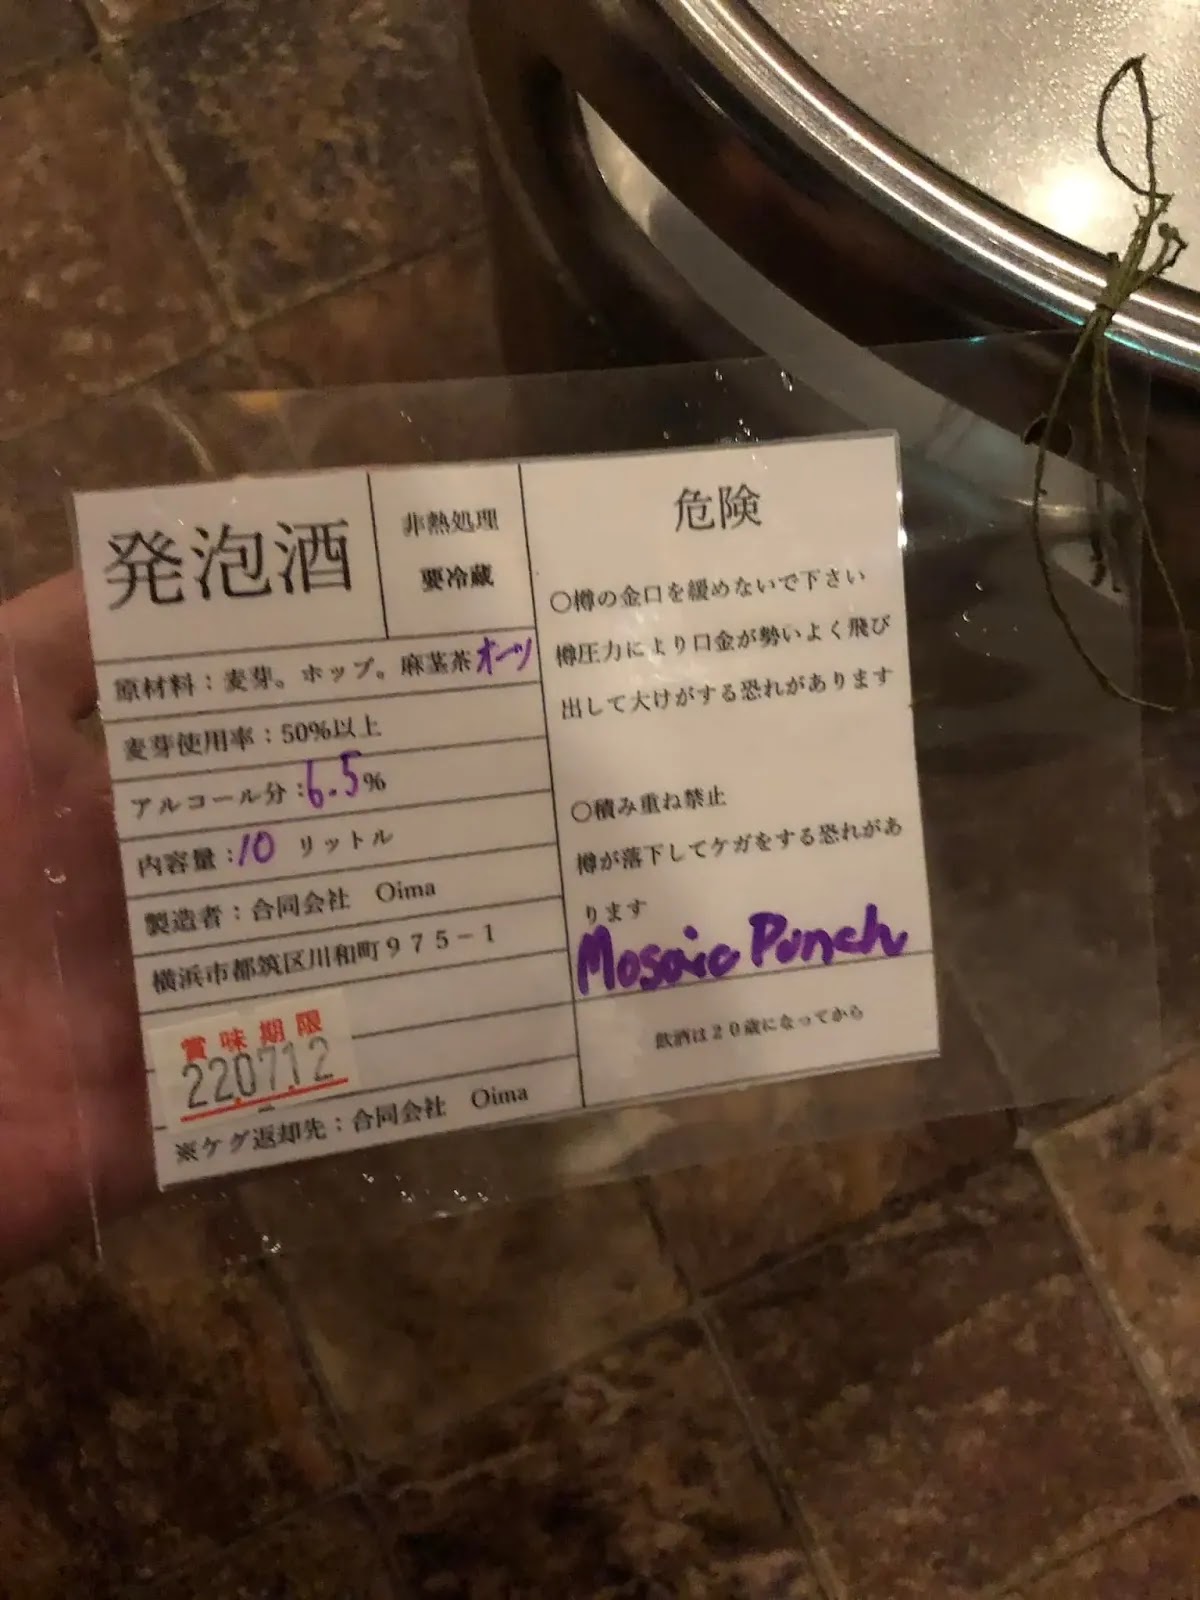 発泡酒
非熱処理
要冷蔵
原材料：麦芽。ホップ。麻茎茶 オーツ
麦芽使用率：50%以上
アルコール分：6.5%
内容量：10 リットル
製造者：合同会社 Oima
横浜市都筑区川和町９７５－１
賞味期限
220712
※ケグ返却先：合同会社 Oima
危険
〇樽の金口を緩めないで下さい
樽圧力により口金が勢いよく飛び
出して大けがする恐れがあります
〇積み重ね禁止
樽が落下してケガをする恐れがあ
ります
Mosaic Punch
飲酒は２０歳になってから